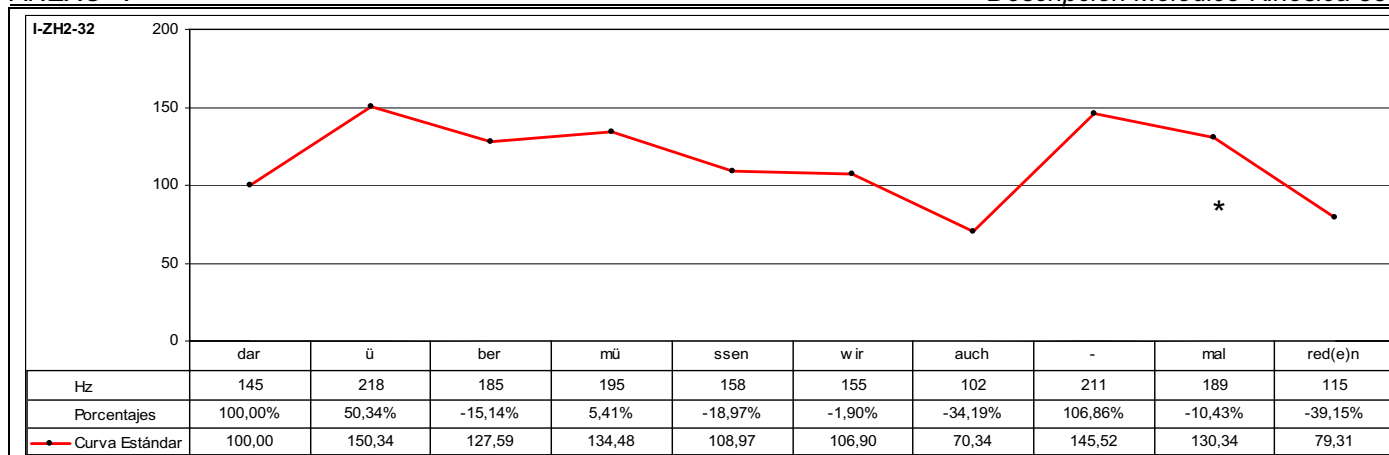 I-ZH2-32
200
150
100
50
0
dar ü ber mü ssen wir auch - mal red(e)n
*
Hz 145 218 185 195 158 155 102 211 189 115
Porcentajes 100,00% 50,34% -15,14% 5,41% -18,97% -1,90% -34,19% 106,86% -10,43% -39,15%
Curva Estándar 100,00 150,34 127,59 134,48 108,97 106,90 70,34 145,52 130,34 79,31